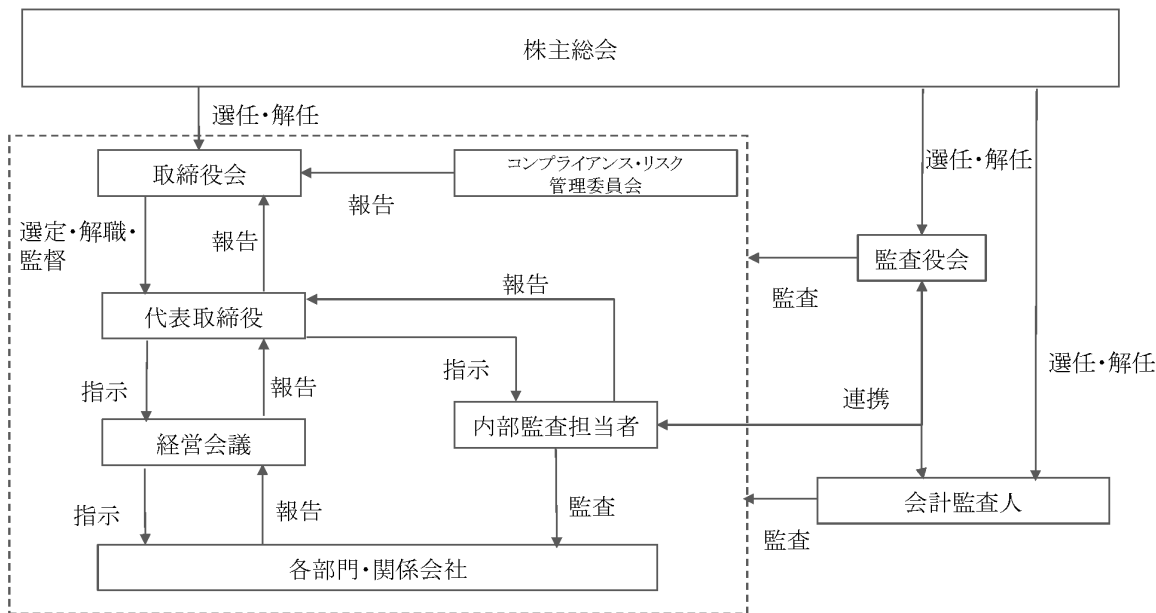 株主総会
選任・解任
取締役会
コンプライアンス・リスク
管理委員会
報告
選任・解任
選定・解職・
監督
報告
監査役会
監査
報告
代表取締役
指示
報告
指示
選任・解任
連携
経営会議
内部監査担当者
指示
報告
監査
会計監査人
監査
各部門・関係会社